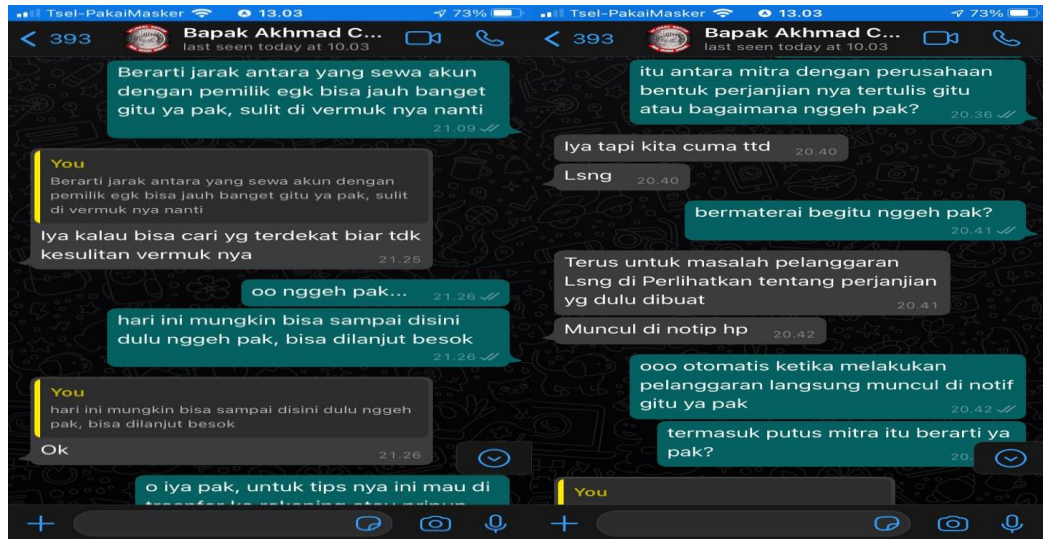 Tsel-PakaiMasker 13.03 73%
393 Bapak Akhmad C...
last seen today at 10.03
Berarti jarak antara yang sewa akun
dengan pemilik egk bisa jauh banget
gitu ya pak, sulit di vermuk nya nanti
21.09
You
Berarti jarak antara yang sewa akun dengan
pemilik egk bisa jauh banget gitu ya pak, sulit
di vermuk nya nanti
Iya kalau bisa cari yg terdekat biar tdk
kesulitan vermuk nya 21.25
oo nggeh pak... 21.26
hari ini mungkin bisa sampai disini
dulu nggeh pak, bisa dilanjut besok
21.26
You
hari ini mungkin bisa sampai disini dulu nggeh
pak, bisa dilanjut besok
Ok 21.26
o iya pak, untuk tips nya ini mau di
Tsel-PakaiMasker 13.03 73%
393 Bapak Akhmad C...
last seen today at 10.03
itu antara mitra dengan perusahaan
bentuk perjanjian nya tertulis gitu
atau bagaimana nggeh pak? 20.36
Iya tapi kita cuma ttd 20.40
Lsng 20.40
bermaterai begitu nggeh pak?
20.41
Terus untuk masalah pelanggaran
Lsng di Perlihatkan tentang perjanjian
yg dulu dibuat 20.41
Muncul di notip hp 20.42
ooo otomatis ketika melakukan
pelanggaran langsung muncul di notif
gitu ya pak 20.42
termasuk putus mitra itu berarti ya
pak? 20.
You